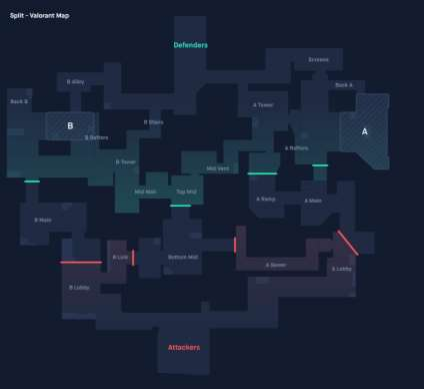 Split - Valorant Map
Defenders
Screens
B Alley
Back A
Back B
A Tower
B Stairs
B
A
B Rafters
A Rafters
B Tower
Mid Vent
Mid Mail
Top Mid
A Ramp
A Main
B Main
B Link
Bottom Mid
A Sewer
A Lobby
B Lobby
Attackers